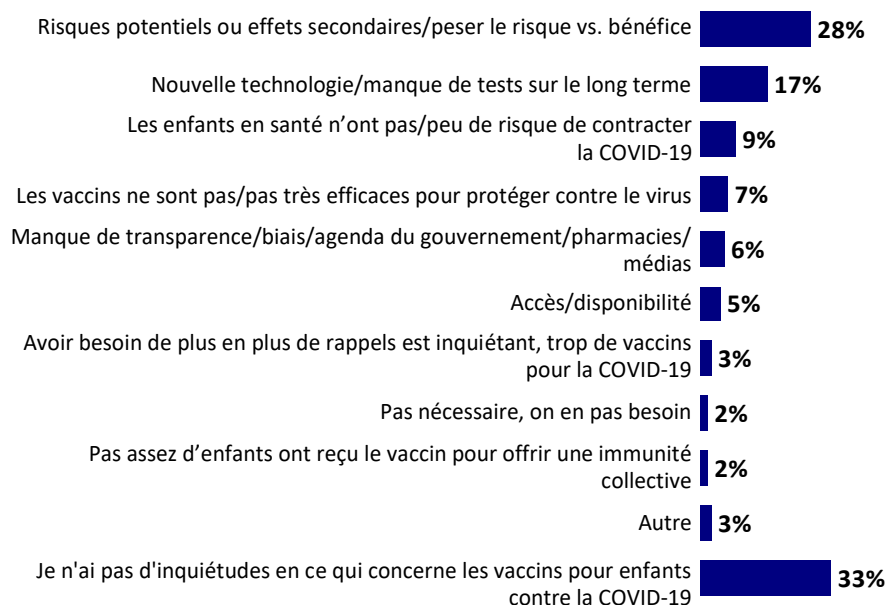 Risques potentiels ou effets secondaires/peser le risque vs. bénéfice 28%
Nouvelle technologie/manque de tests sur le long terme 17%
Les enfants en santé n’ont pas/peu de risque de contracter
la COVID-19 9%
Les vaccins ne sont pas/pas très efficaces pour protéger contre le virus 7%
Manque de transparence/biais/agenda du gouvernement/pharmacies/
médias 6%
Accès/disponibilité 5%
Avoir besoin de plus en plus de rappels est inquiétant, trop de vaccins
pour la COVID-19 3%
Pas nécessaire, on en pas besoin 2%
Pas assez d’enfants ont reçu le vaccin pour offrir une immunité
collective 2%
Autre 3%
Je n'ai pas d'inquiétudes en ce qui concerne les vaccins pour enfants
contre la COVID-19 33%